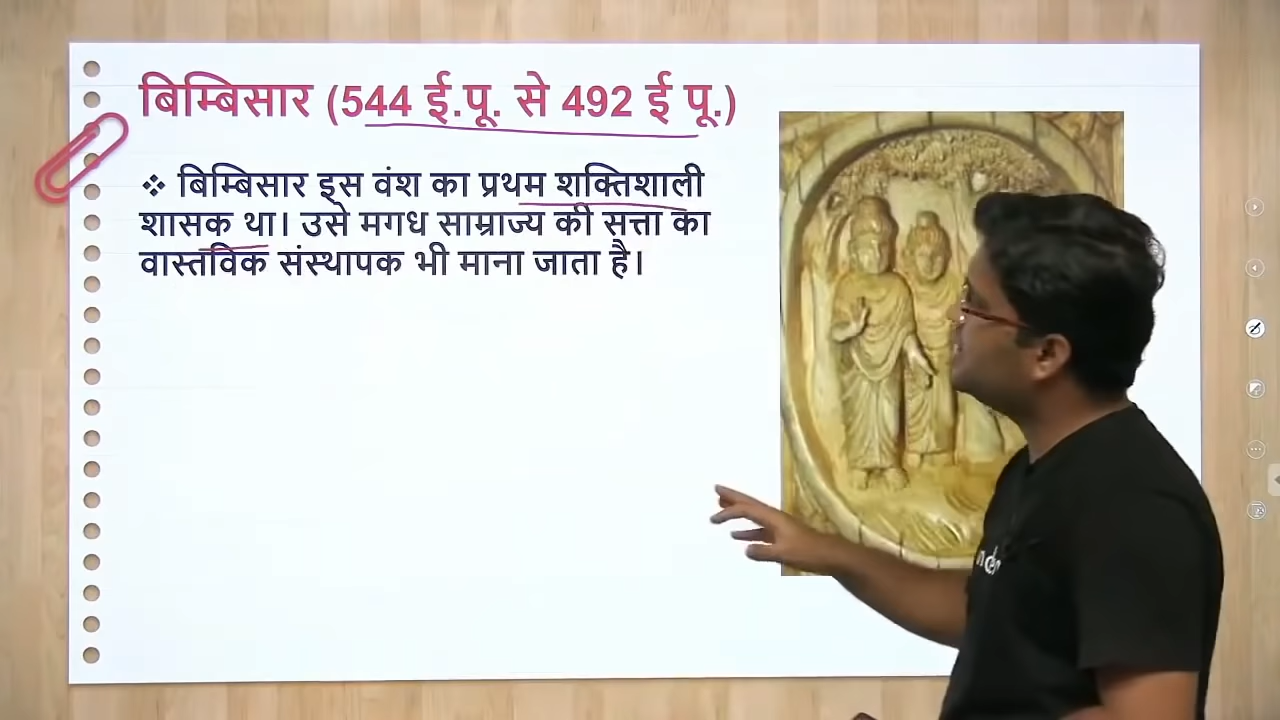 बिम्बिसार (544 ई.पू. से 492 ई पू.)
❖ बिम्बिसार इस वंश का प्रथम शक्तिशाली
शासक था। उसे मगध साम्राज्य की सत्ता का
वास्तविक संस्थापक भी माना जाता है।